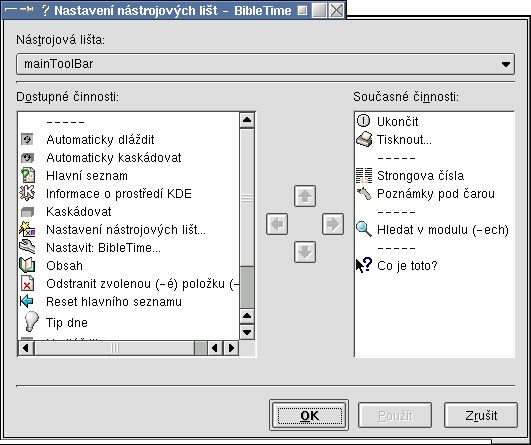 Nastavení nástrojových lišt - BibleTime
Nástrojová lišta:
mainToolBar
Dostupné činnosti:
-----
Automaticky dláždit
Automaticky kaskádovat
Hlavní seznam
Informace o prostředí KDE
Kaskádovat
Nastavení nástrojových lišt...
Nastavit: BibleTime...
Obsah
Odstranit zvolenou (-é) položku (-
Reset hlavního seznamu
Tip dne
Současné činnosti:
Ukončit
Tisknout...
-----
Strongova čísla
Poznámky pod čarou
-----
Hledat v modulu (-ech)
-----
Co je toto?
OK
Použít
Zrušit